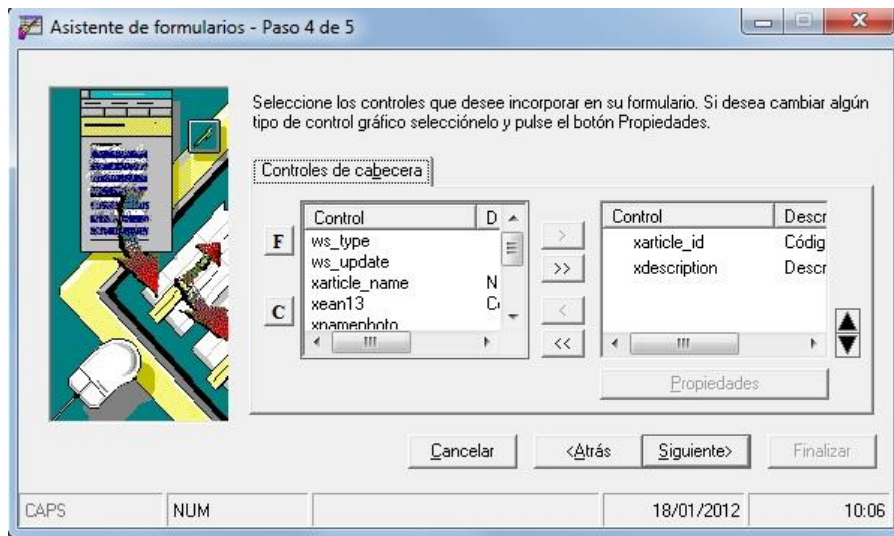 Asistente de formularios - Paso 4 de 5
Seleccione los controles que desee incorporar en su formulario. Si desea cambiar algún
tipo de control gráfico selecciónelo y pulse el botón Propiedades.
Controles de cabecera
Control D
F ws_type
ws_update
xarticle_name N
C xean13
xnamephoto
> >> < <<
Control Descr
xarticle_id Códig
xdescription Descr
Propiedades
Cancelar <Atrás Siguiente> Finalizar
CAPS NUM 18/01/2012 10:06